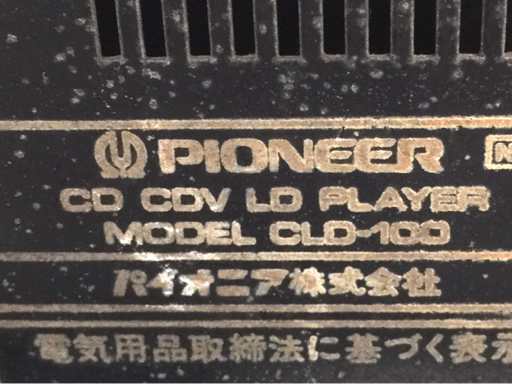 PIONEER N
CD CDV LD PLAYER
MODEL CLD-100
パイオニア株式会社
電気用品取締法に基づく表示